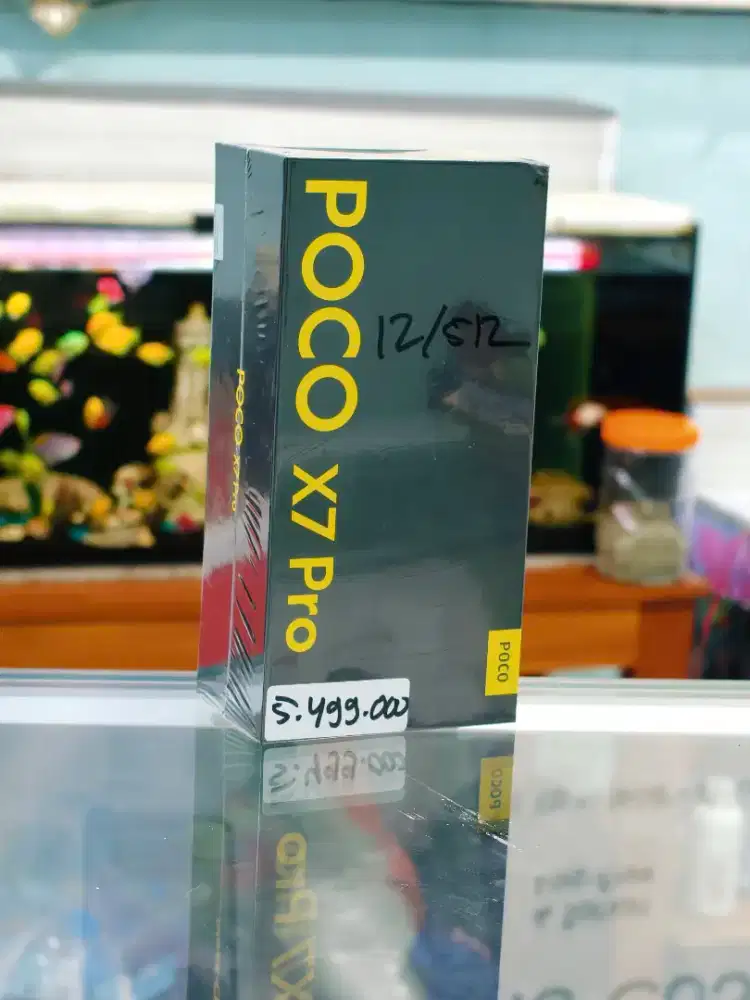 POCO X7 Pro
12/512
POCO X7 Pro
POCO
5.499.000